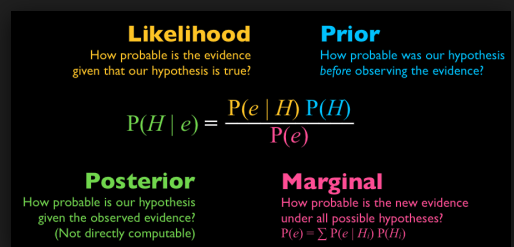 Likelihood
How probable is the evidence
given that our hypothesis is true?
Prior
How probable was our hypothesis
before observing the evidence?
P(H | e) = P(e | H) P(H) / P(e)
Posterior
How probable is our hypothesis
given the observed evidence?
(Not directly computable)
Marginal
How probable is the new evidence
under all possible hypotheses?
P(e) = ∑ P(e | Hᵢ) P(Hᵢ)